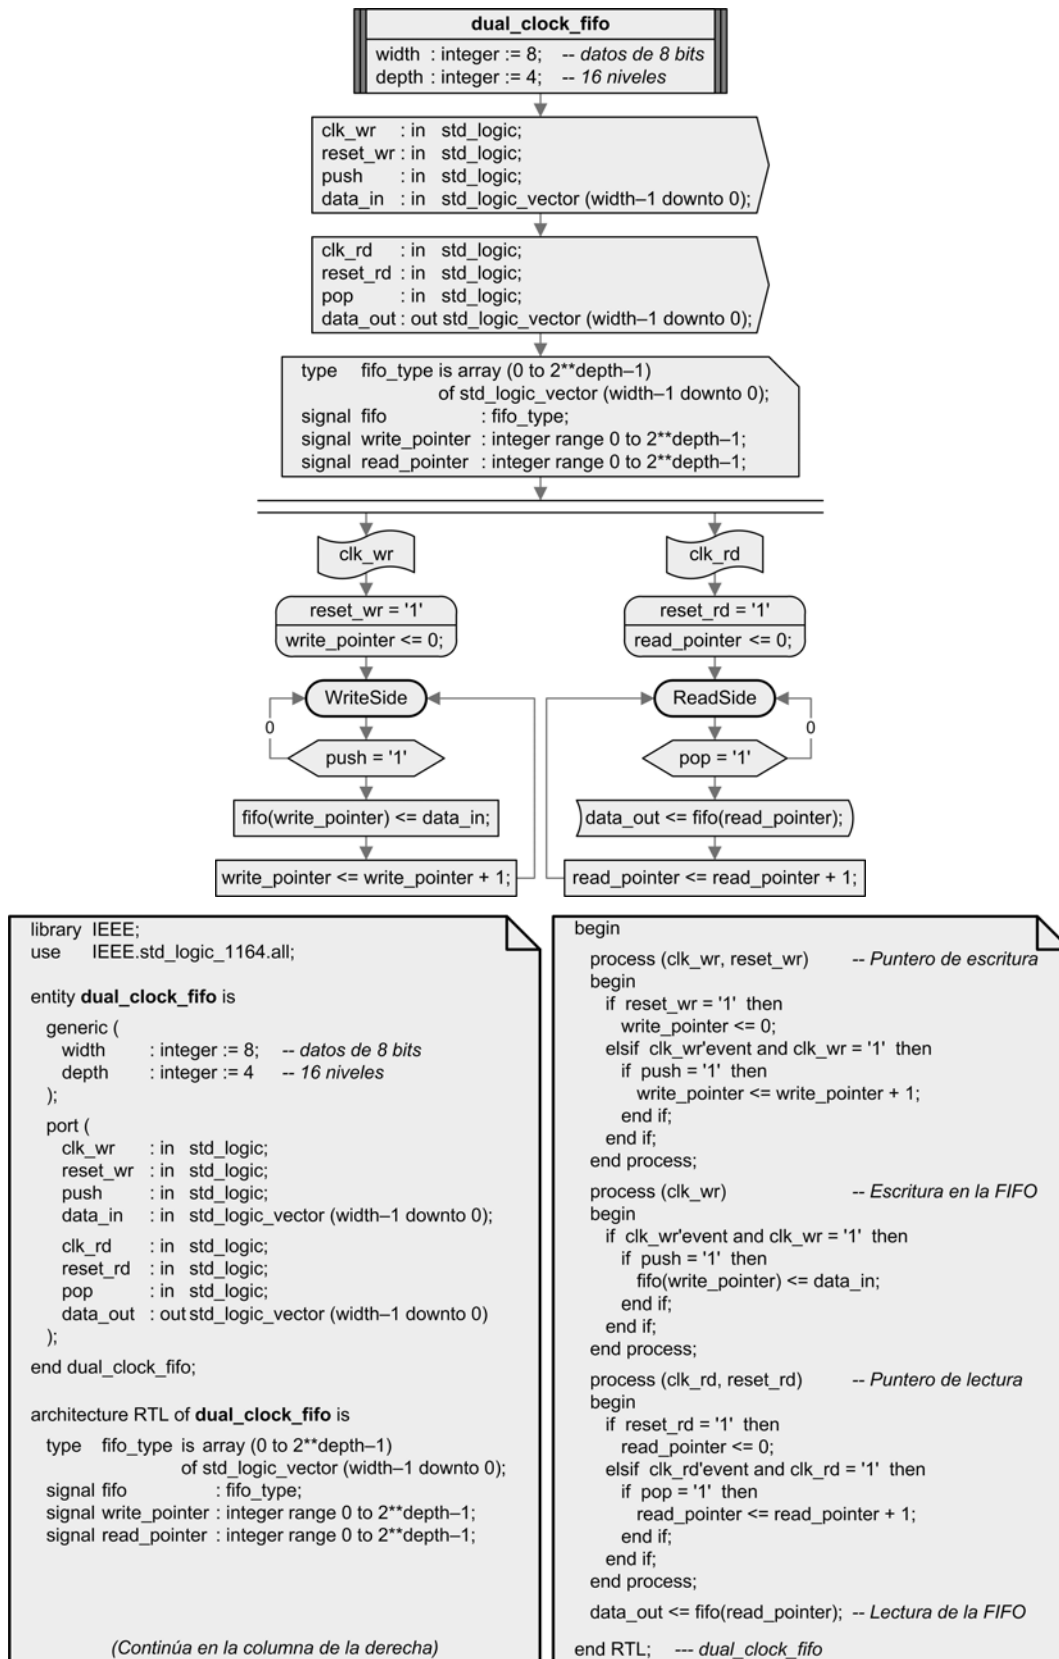 dual_clock_fifo
width : integer := 8; -- datos de 8 bits
depth : integer := 4; -- 16 niveles
clk_wr : in std_logic;
reset_wr : in std_logic;
push : in std_logic;
data_in : in std_logic_vector (width–1 downto 0);
clk_rd : in std_logic;
reset_rd : in std_logic;
pop : in std_logic;
data_out : out std_logic_vector (width–1 downto 0);
type fifo_type is array (0 to 2**depth–1)
of std_logic_vector (width–1 downto 0);
signal fifo : fifo_type;
signal write_pointer : integer range 0 to 2**depth–1;
signal read_pointer : integer range 0 to 2**depth–1;
clk_wr
reset_wr = '1'
write_pointer <= 0;
WriteSide
0
push = '1'
fifo(write_pointer) <= data_in;
write_pointer <= write_pointer + 1;
clk_rd
reset_rd = '1'
read_pointer <= 0;
ReadSide
0
pop = '1'
data_out <= fifo(read_pointer);
read_pointer <= read_pointer + 1;
library IEEE;
use IEEE.std_logic_1164.all;
entity dual_clock_fifo is
generic (
width : integer := 8; -- datos de 8 bits
depth : integer := 4 -- 16 niveles
);
port (
clk_wr : in std_logic;
reset_wr : in std_logic;
push : in std_logic;
data_in : in std_logic_vector (width–1 downto 0);
clk_rd : in std_logic;
reset_rd : in std_logic;
pop : in std_logic;
data_out : out std_logic_vector (width–1 downto 0)
);
end dual_clock_fifo;
architecture RTL of dual_clock_fifo is
type fifo_type is array (0 to 2**depth–1)
of std_logic_vector (width–1 downto 0);
signal fifo : fifo_type;
signal write_pointer : integer range 0 to 2**depth–1;
signal read_pointer : integer range 0 to 2**depth–1;
(Continúa en la columna de la derecha)
begin
process (clk_wr, reset_wr) -- Puntero de escritura
begin
if reset_wr = '1' then
write_pointer <= 0;
elsif clk_wr'event and clk_wr = '1' then
if push = '1' then
write_pointer <= write_pointer + 1;
end if;
end if;
end process;
process (clk_wr) -- Escritura en la FIFO
begin
if clk_wr'event and clk_wr = '1' then
if push = '1' then
fifo(write_pointer) <= data_in;
end if;
end if;
end process;
process (clk_rd, reset_rd) -- Puntero de lectura
begin
if reset_rd = '1' then
read_pointer <= 0;
elsif clk_rd'event and clk_rd = '1' then
if pop = '1' then
read_pointer <= read_pointer + 1;
end if;
end if;
end process;
data_out <= fifo(read_pointer); -- Lectura de la FIFO
end RTL; --- dual_clock_fifo